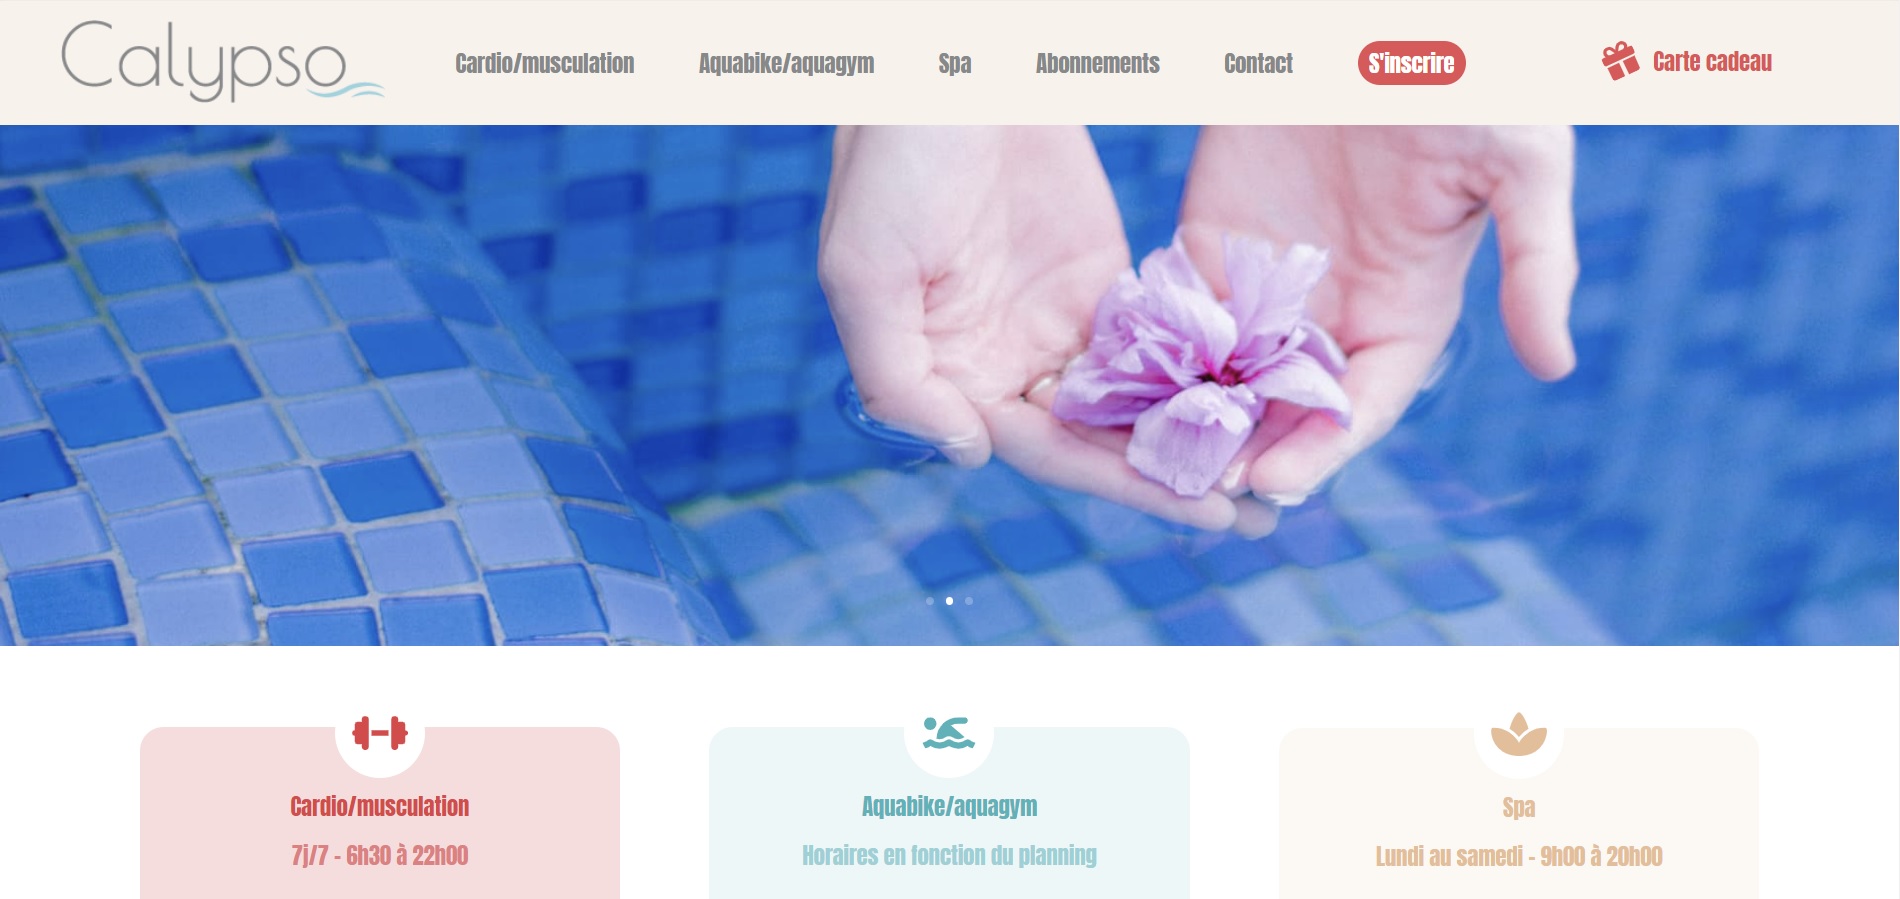 Calypso
Cardio/musculation
Aquabike/aquagym
Spa
Abonnements
Contact
S'inscrire
Carte cadeau
Cardio/musculation
7j/7 - 6h30 à 22h00
Aquabike/aquagym
Horaires en fonction du planning
Spa
Lundi au samedi - 9h00 à 20h00